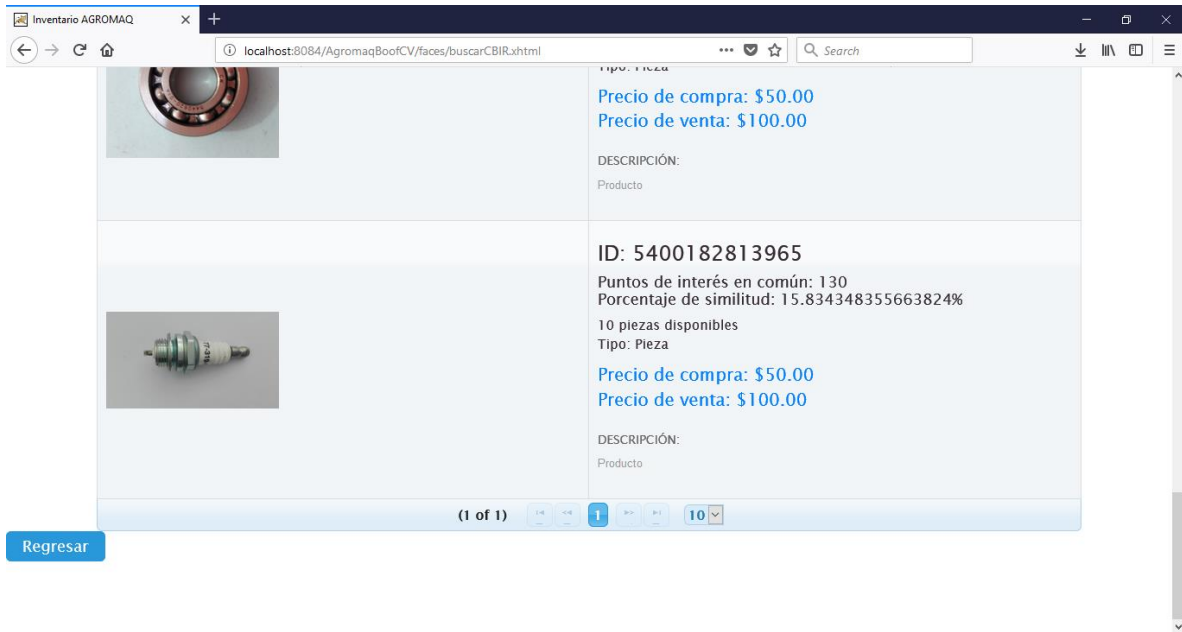 Inventario AGROMAQ
localhost:8084/AgromaqBoofCV/faces/buscarCBIR.xhtml
Search
Tipo: Pieza
Precio de compra: $50.00
Precio de venta: $100.00
DESCRIPCIÓN:
Producto
ID: 5400182813965
Puntos de interés en común: 130
Porcentaje de similitud: 15.834348355663824%
10 piezas disponibles
Tipo: Pieza
Precio de compra: $50.00
Precio de venta: $100.00
DESCRIPCIÓN:
Producto
(1 of 1) 1 10
Regresar